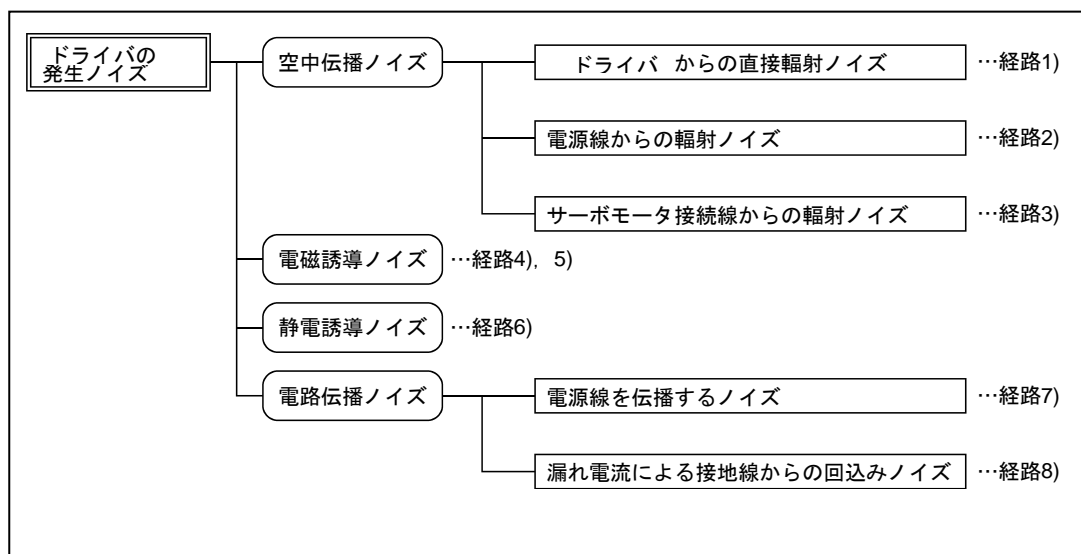 ドライバの
発生ノイズ
空中伝播ノイズ
ドライバ からの直接輻射ノイズ
…経路1)
電源線からの輻射ノイズ
…経路2)
サーボモータ接続線からの輻射ノイズ
…経路3)
電磁誘導ノイズ
…経路4), 5)
静電誘導ノイズ
…経路6)
電路伝播ノイズ
電源線を伝播するノイズ
…経路7)
漏れ電流による接地線からの回込みノイズ
…経路8)